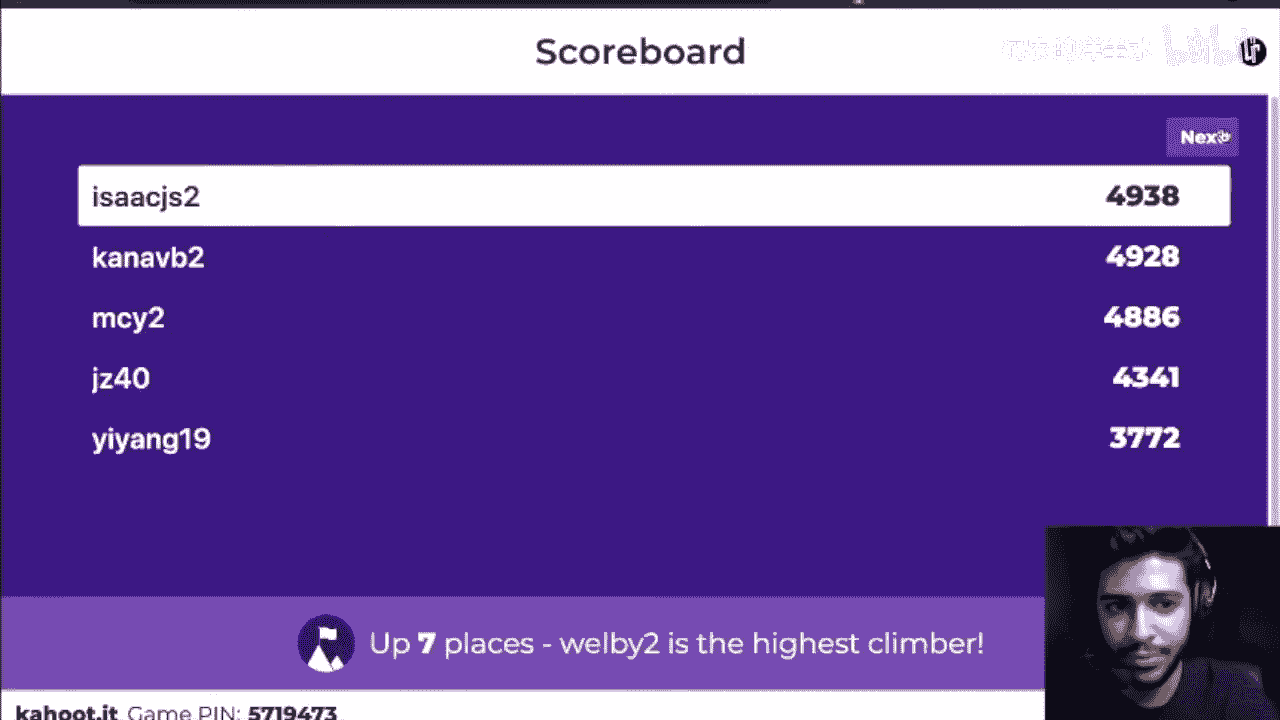 Scoreboard
Next
isaacjs2 4938
kanavb2 4928
mcy2 4886
jz40 4341
yiyang19 3772
Up 7 places - welby2 is the highest climber!
kahoot.it Game PIN: 5719473